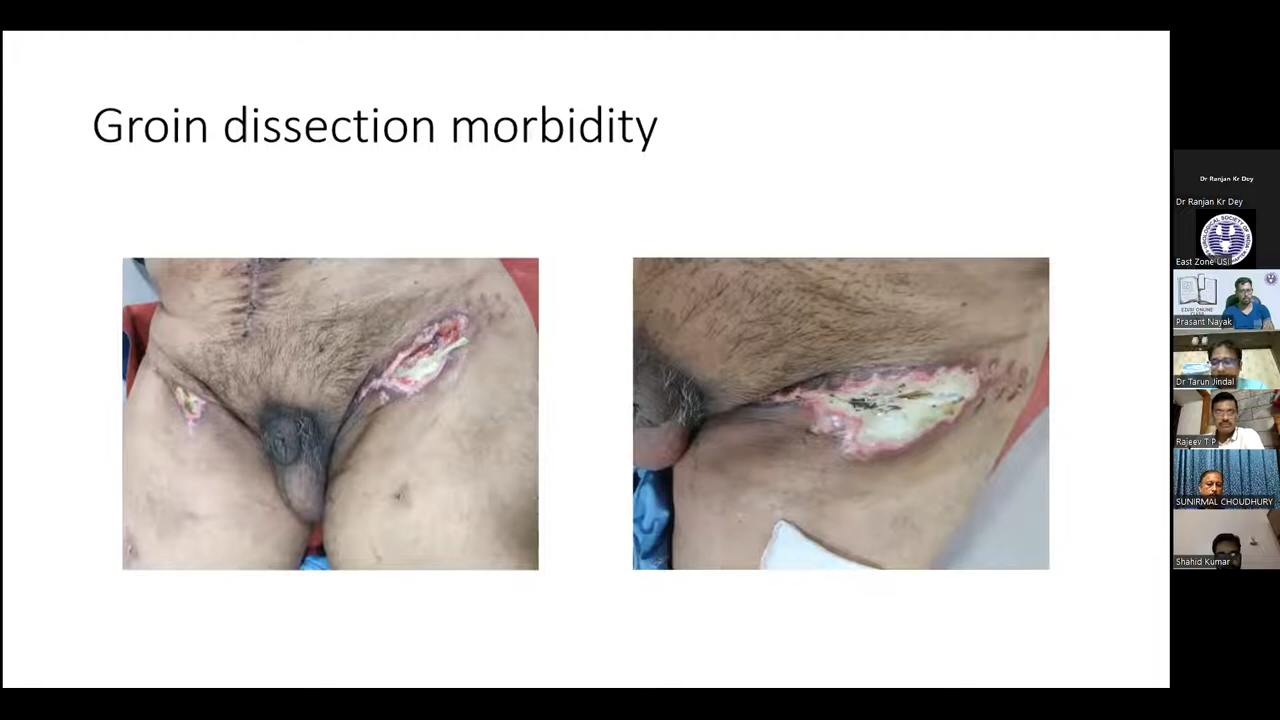 Groin dissection morbidity
Dr Ranjan Kr Dey
Dr Ranjan Kr Dey
East Zone USI
Prasant Nayak
Dr Tarun Jindal
Rajeev T P
SUNIRMAL CHOUDHURY
Shahid Kumar